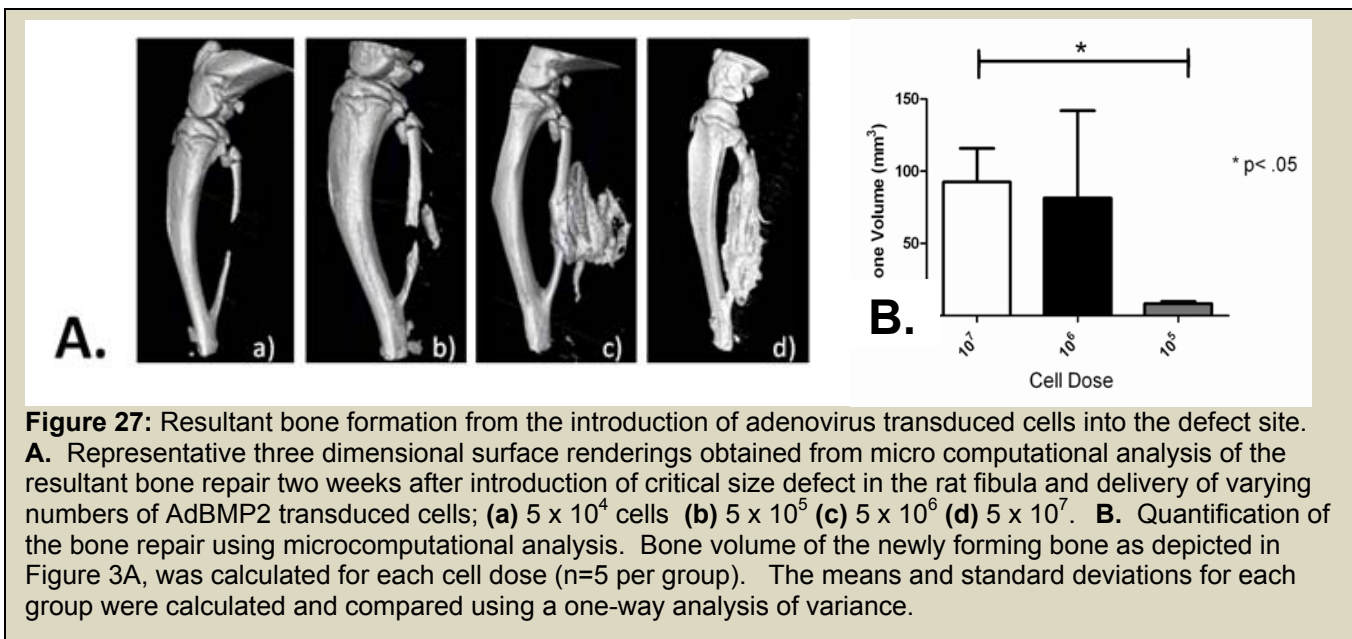 A.
a)
b)
c)
d)
B.
*
150
100
50
one Volume (mm³)
* p< .05
10⁷
10⁶
10⁵
Cell Dose
Figure 27: Resultant bone formation from the introduction of adenovirus transduced cells into the defect site.
A. Representative three dimensional surface renderings obtained from micro computational analysis of the
resultant bone repair two weeks after introduction of critical size defect in the rat fibula and delivery of varying
numbers of AdBMP2 transduced cells; (a) 5 x 10⁴ cells (b) 5 x 10⁵ (c) 5 x 10⁶ (d) 5 x 10⁷. B. Quantification of
the bone repair using microcomputational analysis. Bone volume of the newly forming bone as depicted in
Figure 3A, was calculated for each cell dose (n=5 per group). The means and standard deviations for each
group were calculated and compared using a one-way analysis of variance.